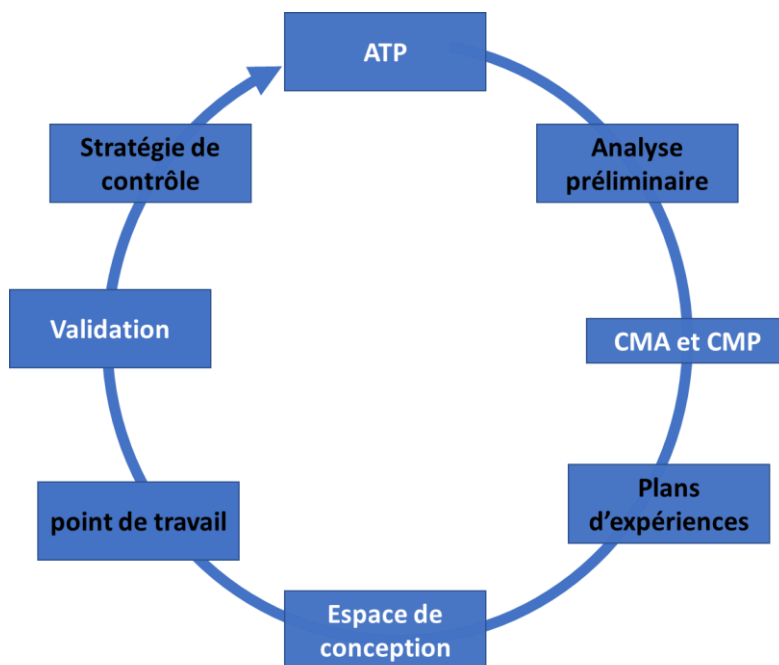 ATP
Analyse
préliminaire
CMA et CMP
Plans
d’expériences
Espace de
conception
point de travail
Validation
Stratégie de
contrôle